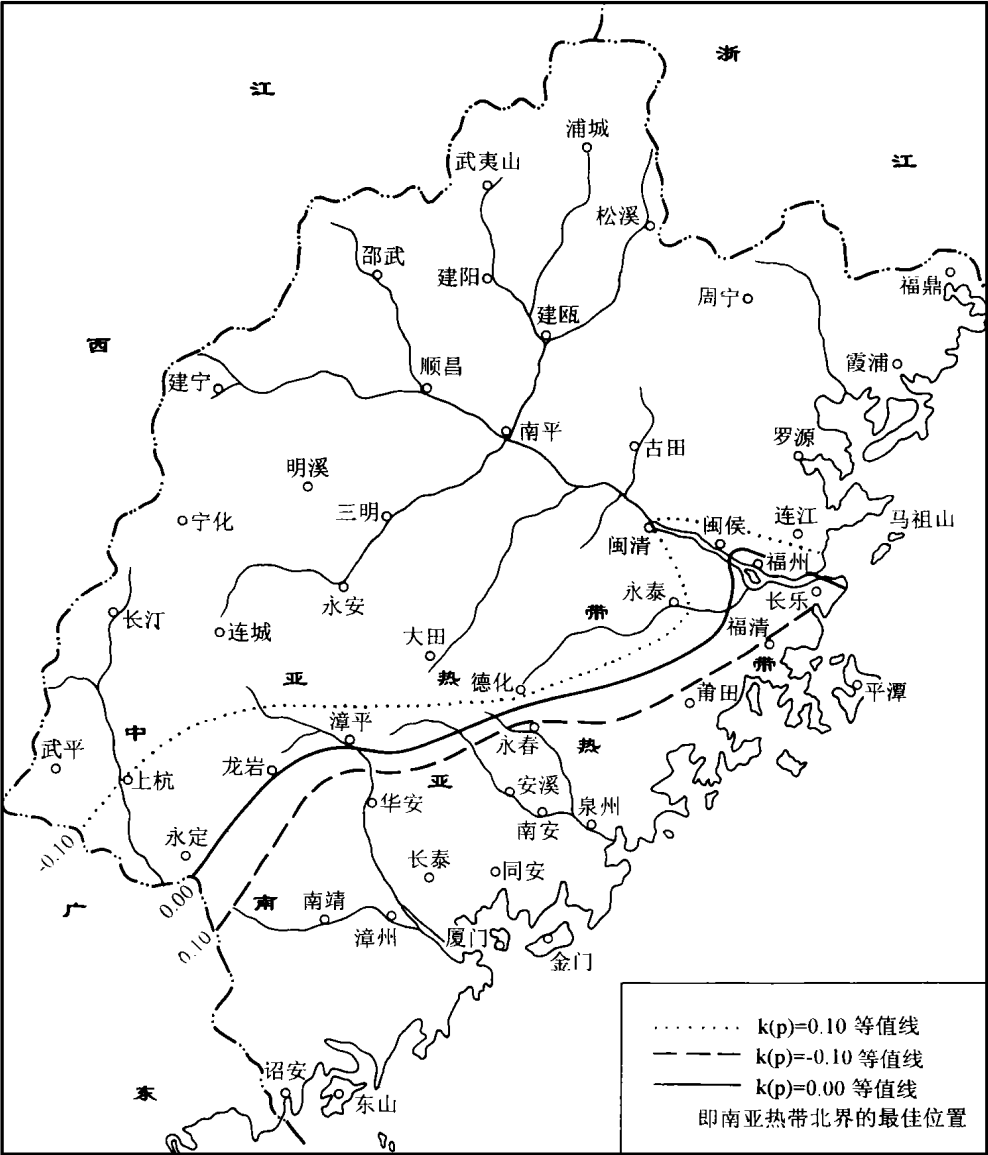 浙
江
浦城
武夷山
江
松溪
邵武
建阳
福鼎
周宁
建瓯
西
霞浦
顺昌
建宁
南平
罗源
古田
明溪
三明
宁化
闽侯
连江
马祖山
闽清
福州
永泰
带
长乐
永安
长汀
连城
大田
福清
亚
热
德化
带
莆田
平潭
中
漳平
武平
永春
热
龙岩
上杭
亚
安溪
华安
泉州
南安
永定
-0.10
长泰
同安
0.00
广
南
南靖
漳州
厦门
0.10
金门
诏安
东
东山
k(p)=0.10 等值线
k(p)=-0.10 等值线
k(p)=0.00 等值线
即南亚热带北界的最佳位置